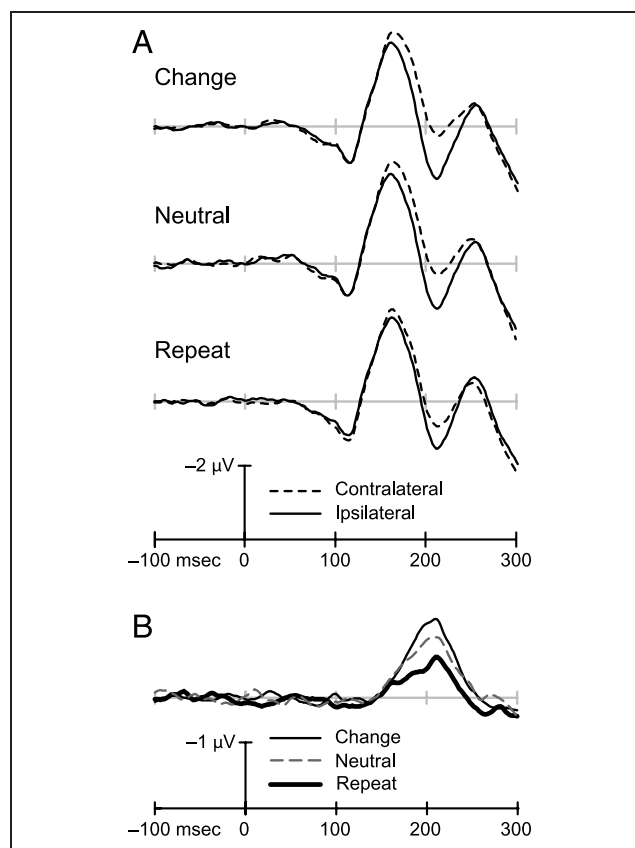 A
Change
Neutral
Repeat
–2 µV
Contralateral
Ipsilateral
–100 msec 0 100 200 300
B
–1 µV
Change
Neutral
Repeat
–100 msec 0 100 200 300